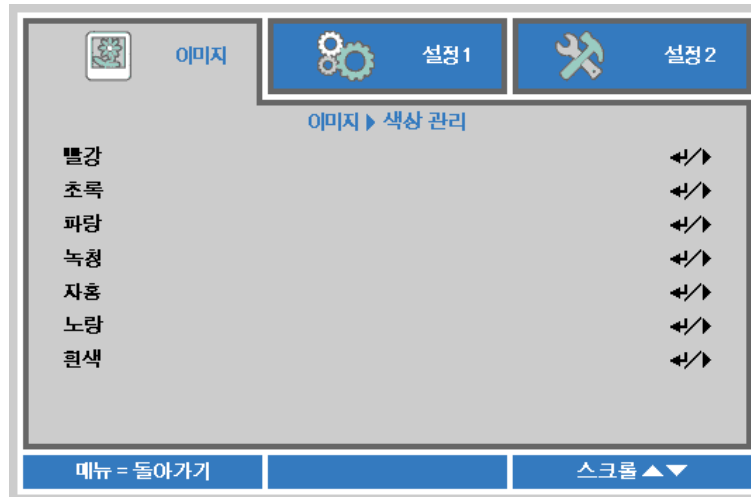 이미지 설정 1 설정 2
이미지 ▶ 색상 관리
빨강 ↵/▶
초록 ↵/▶
파랑 ↵/▶
녹청 ↵/▶
자홍 ↵/▶
노랑 ↵/▶
흰색 ↵/▶
메뉴 = 돌아가기 스크롤 ▲▼